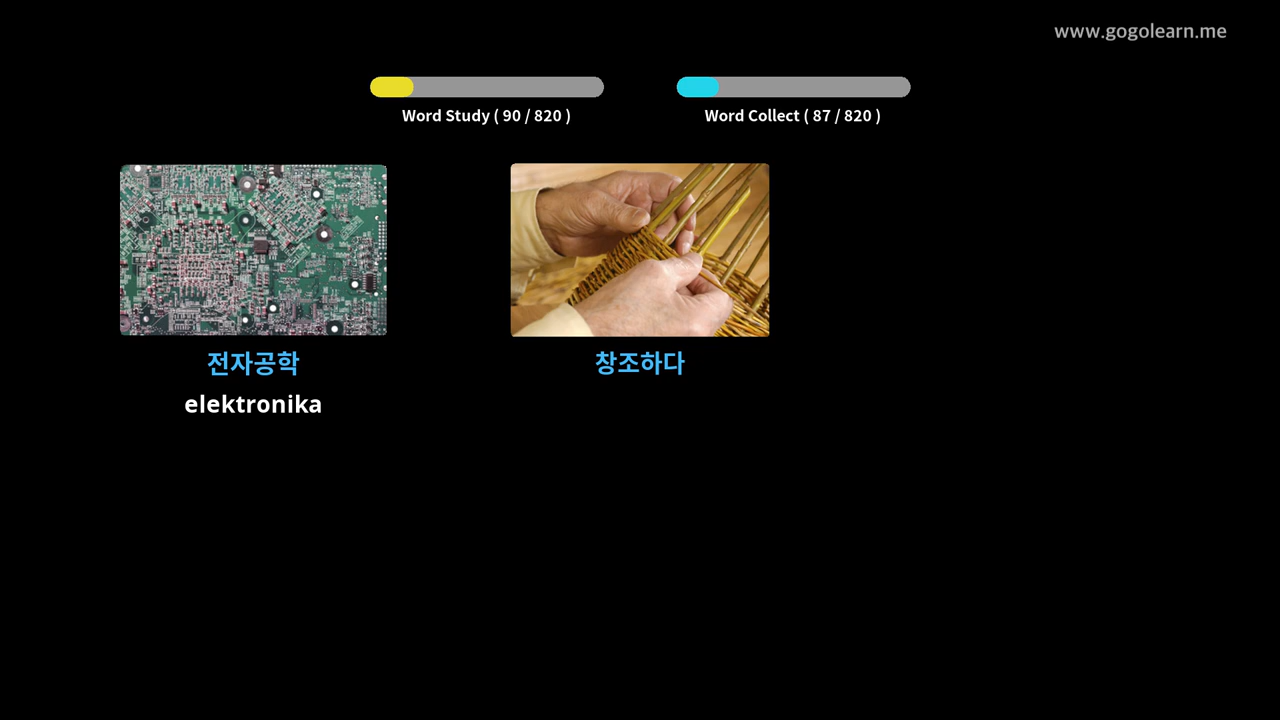 www.gogolearn.me
Word Study ( 90 / 820 )
Word Collect ( 87 / 820 )
전자공학
창조하다
elektronika